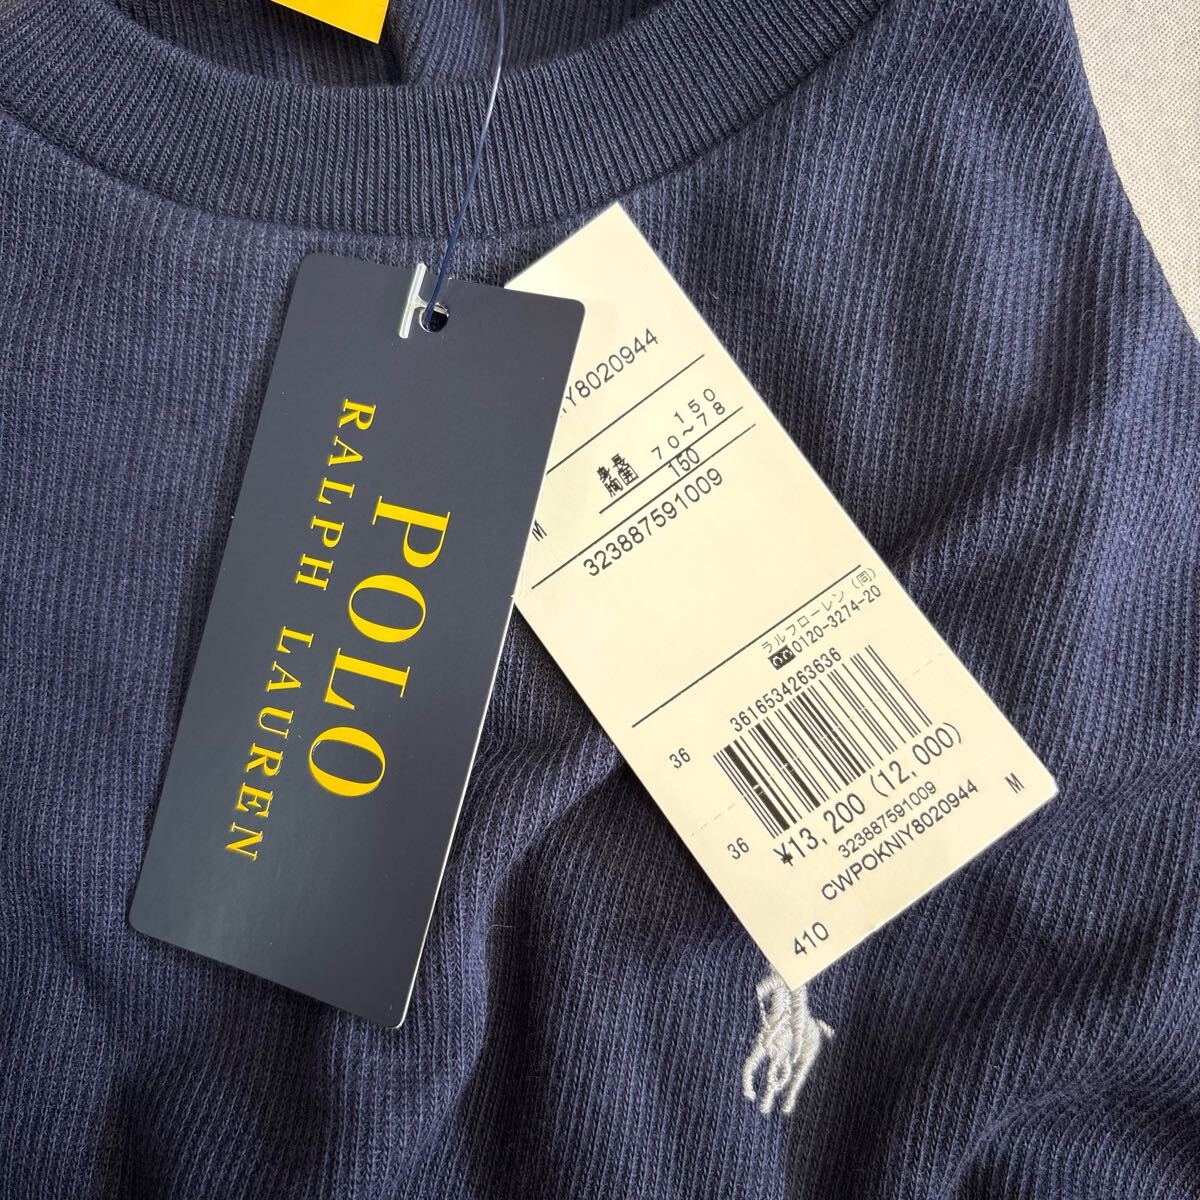 POLO
RALPH LAUREN
Y8020944
身長 150
胸囲 70~78
M 150
323887591009
ラルフローレン(同)
0120-3274-20
3616534263636
36
36
¥13,200 (12,000)
323887591009
CWPOKNIY8020944
410 M